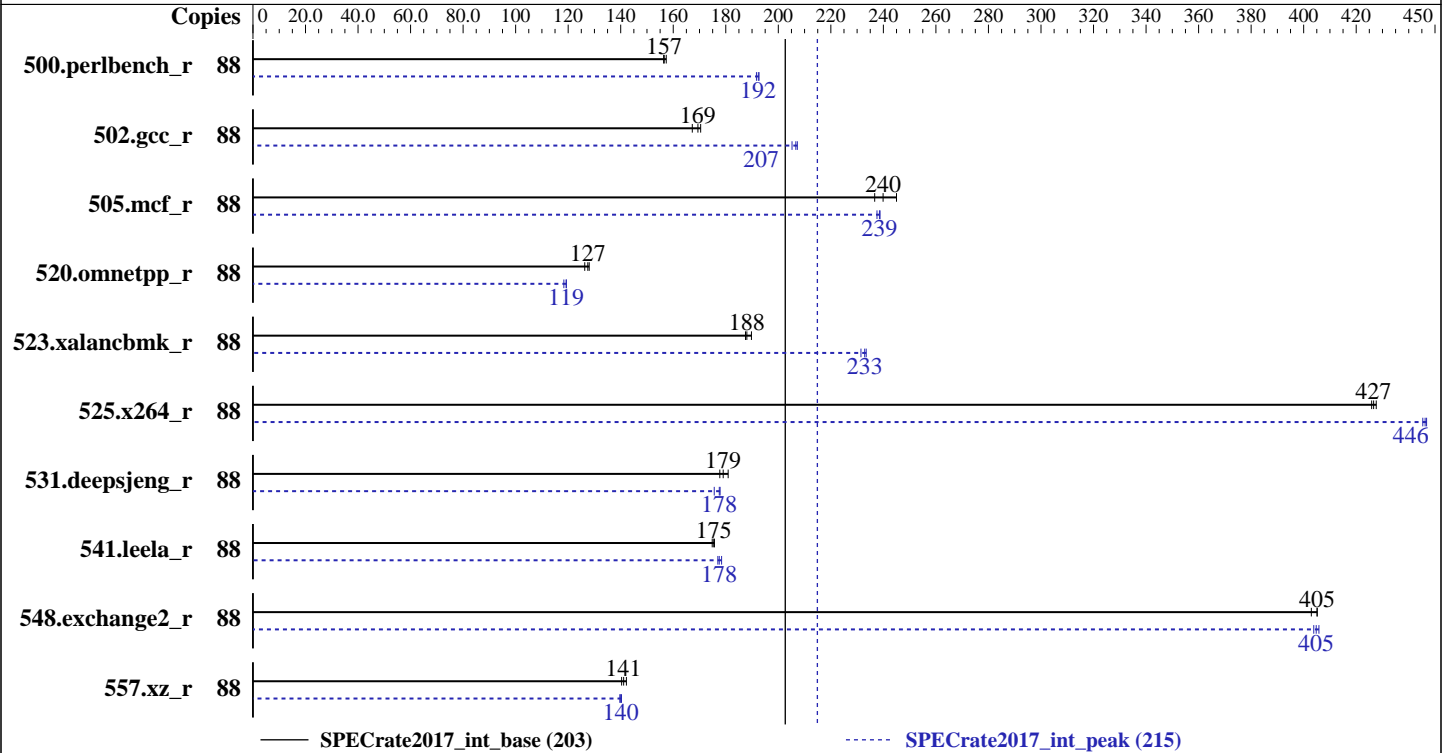 Copies 0 20.0 40.0 60.0 80.0 100 120 140 160 180 200 220 240 260 280 300 320 340 360 380 400 420 450
157
500.perlbench_r 88
192
169
502.gcc_r 88
207
240
505.mcf_r 88
239
127
520.omnetpp_r 88
119
188
523.xalancbmk_r 88
233
427
525.x264_r 88
446
179
531.deepsjeng_r 88
178
175
541.leela_r 88
178
405
548.exchange2_r 88
405
141
557.xz_r 88
140
SPECrate2017_int_base (203) SPECrate2017_int_peak (215)